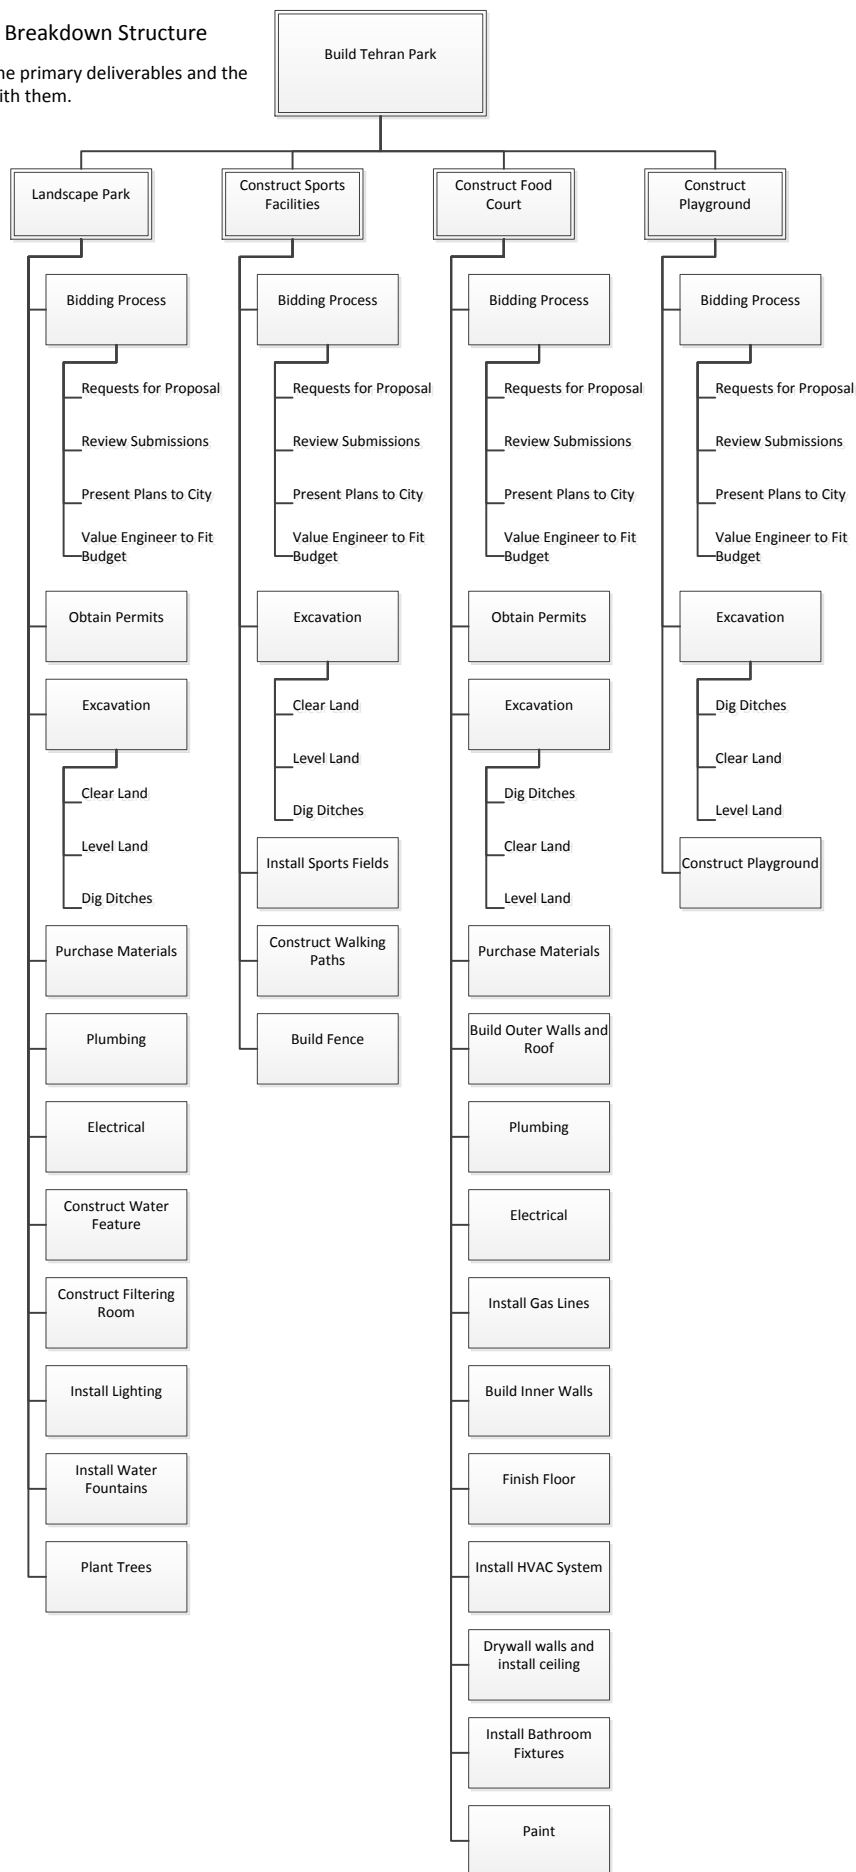 Breakdown Structure
ne primary deliverables and the
ith them.
Build Tehran Park
Landscape Park
Bidding Process
Requests for Proposal
Review Submissions
Present Plans to City
Value Engineer to Fit
Budget
Obtain Permits
Excavation
Clear Land
Level Land
Dig Ditches
Purchase Materials
Plumbing
Electrical
Construct Water
Feature
Construct Filtering
Room
Install Lighting
Install Water
Fountains
Plant Trees
Construct Sports
Facilities
Bidding Process
Requests for Proposal
Review Submissions
Present Plans to City
Value Engineer to Fit
Budget
Excavation
Clear Land
Level Land
Dig Ditches
Install Sports Fields
Construct Walking
Paths
Build Fence
Construct Food
Court
Bidding Process
Requests for Proposal
Review Submissions
Present Plans to City
Value Engineer to Fit
Budget
Obtain Permits
Excavation
Dig Ditches
Clear Land
Level Land
Purchase Materials
Build Outer Walls and
Roof
Plumbing
Electrical
Install Gas Lines
Build Inner Walls
Finish Floor
Install HVAC System
Drywall walls and
install ceiling
Install Bathroom
Fixtures
Paint
Construct
Playground
Bidding Process
Requests for Proposal
Review Submissions
Present Plans to City
Value Engineer to Fit
Budget
Excavation
Dig Ditches
Clear Land
Level Land
Construct Playground